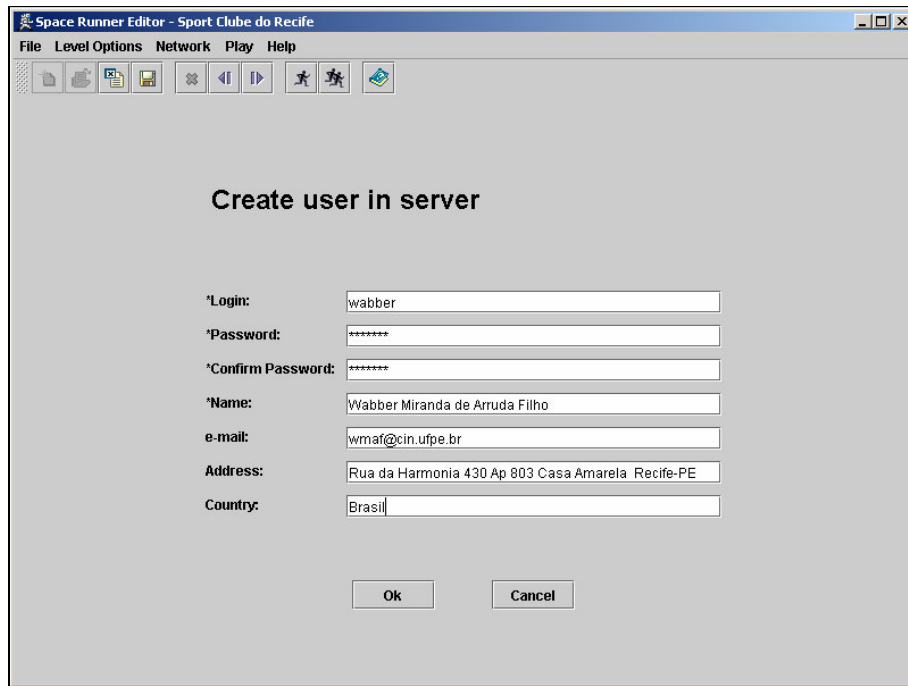 Space Runner Editor - Sport Clube do Recife
File Level Options Network Play Help
Create user in server
*Login: wabber
*Password: *******
*Confirm Password: *******
*Name: Wabber Miranda de Arruda Filho
e-mail: wmaf@cin.ufpe.br
Address: Rua da Harmonia 430 Ap 803 Casa Amarela  Recife-PE
Country: Brasil
Ok Cancel